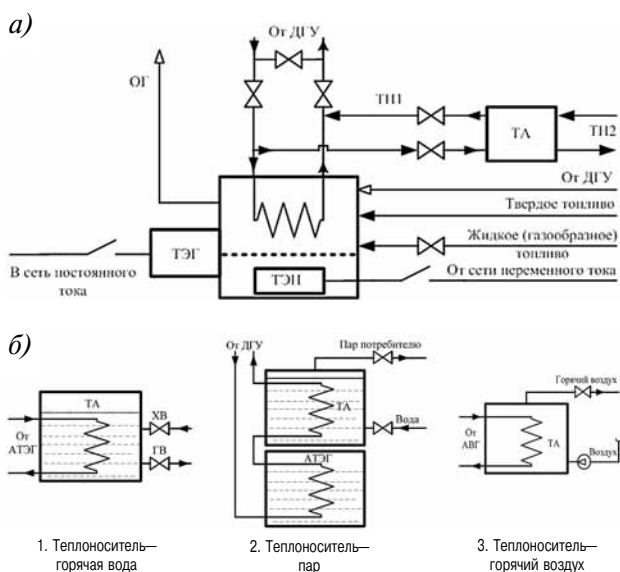 а)
От ДГУ
ОГ
ТН1
ТА
ТН2
От ДГУ
Твердое топливо
Жидкое (газообразное)
топливо
ТЭГ
В сеть постоянного
тока
ТЭН
От сети переменного тока
б)
От ДГУ
Пар потребителю
Горячий воздух
ТА
ТА
ХВ
От
АТЭГ
ГВ
Вода
От
АВГ
ТА
Воздух
АТЭГ
1. Теплоноситель—
горячая вода
2. Теплоноситель—
пар
3. Теплоноситель—
горячий воздух